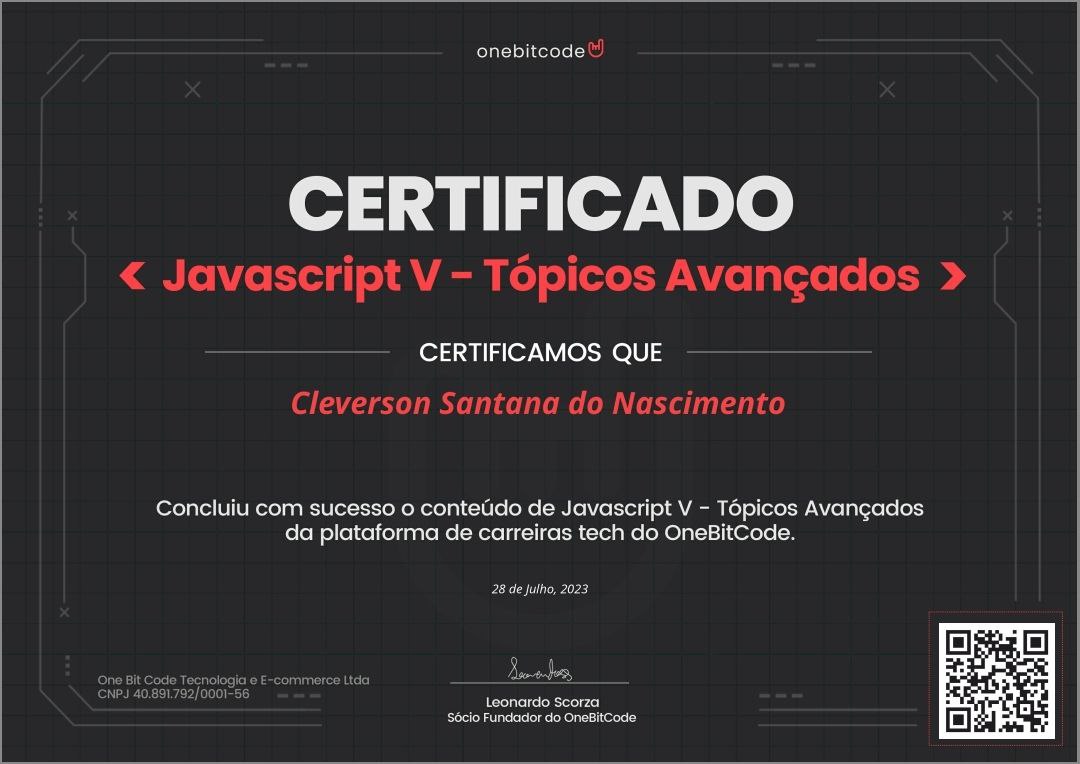 onebitcode
CERTIFICADO
< Javascript V - Tópicos Avançados >
CERTIFICAMOS QUE
Cleverson Santana do Nascimento
Concluiu com sucesso o conteúdo de Javascript V - Tópicos Avançados
da plataforma de carreiras tech do OneBitCode.
28 de Julho, 2023
One Bit Code Tecnologia e E-commerce Ltda
CNPJ 40.891.792/0001-56
Leonardo Scorza
Sócio Fundador do OneBitCode